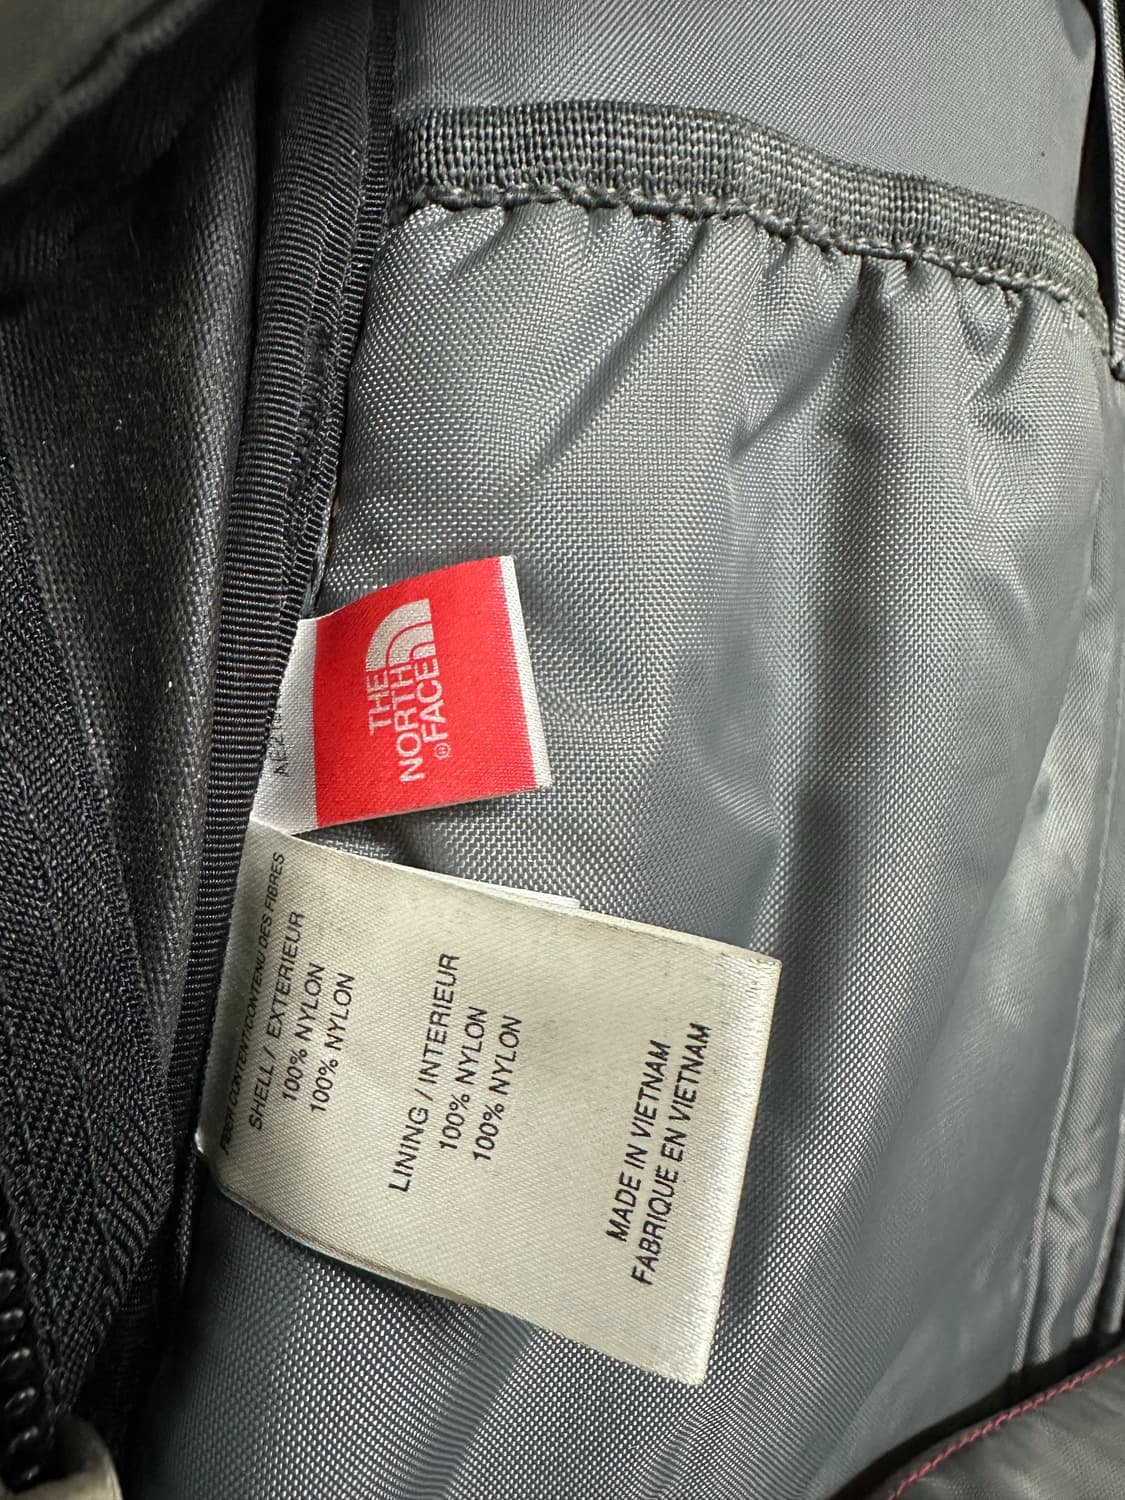 THE
NORTH
FACE®
FIBER CONTENT/CONTENU DES FIBRES
SHELL / EXTERIEUR
100% NYLON
100% NYLON
LINING / INTERIEUR
100% NYLON
100% NYLON
MADE IN VIETNAM
FABRIQUE EN VIETNAM